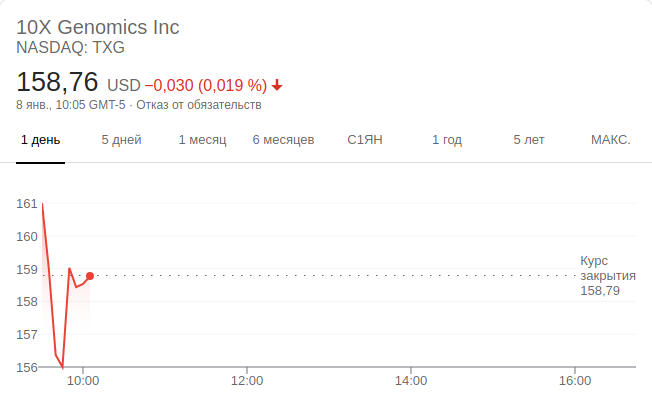 10X Genomics Inc
NASDAQ: TXG
158,76 USD −0,030 (0,019 %)
8 янв., 10:05 GMT-5 · Отказ от обязательств
1 день 5 дней 1 месяц 6 месяцев С1ЯН 1 год 5 лет МАКС.
161
160
159
158
157
156
Курс
закрытия
158,79
10:00 12:00 14:00 16:00